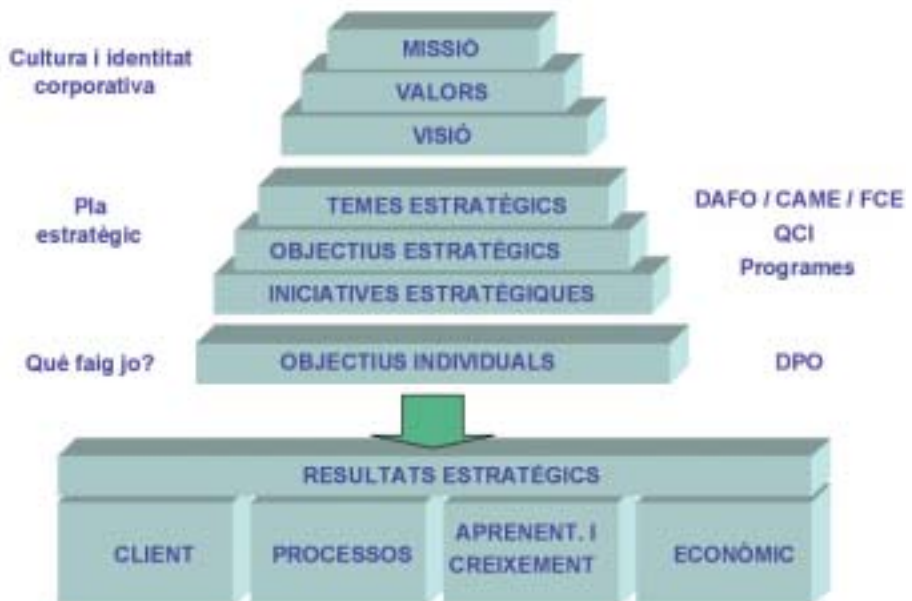 Cultura i identitat
corporativa
MISSIÓ
VALORS
VISIÓ
Pla
estratègic
TEMES ESTRATÈGICS
OBJECTIUS ESTRATÈGICS
INICIATIVES ESTRATÈGIQUES
DAFO / CAME / FCE
QCI
Programes
Què faig jo?
OBJECTIUS INDIVIDUALS
DPO
RESULTATS ESTRATÈGICS
CLIENT
PROCESSOS
APRENENT. I
CREIXEMENT
ECONÒMIC